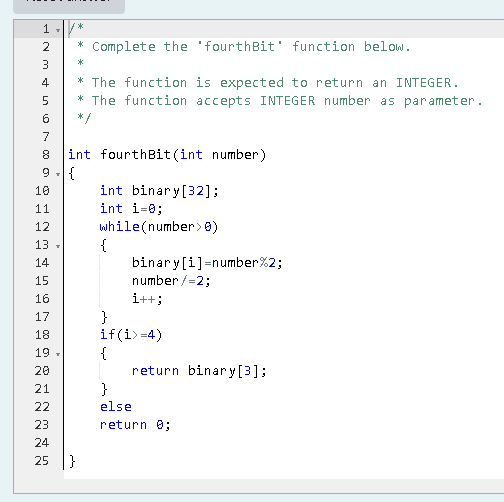 1 /*
2 * Complete the 'fourthBit' function below.
3 *
4 * The function is expected to return an INTEGER.
5 * The function accepts INTEGER number as parameter.
6 */
7
8 int fourthBit(int number)
9 {
10 int binary[32];
11 int i=0;
12 while(number>0)
13 {
14 binary[i]=number%2;
15 number/=2;
16 i++;
17 }
18 if(i>=4)
19 {
20 return binary[3];
21 }
22 else
23 return 0;
24
25 }